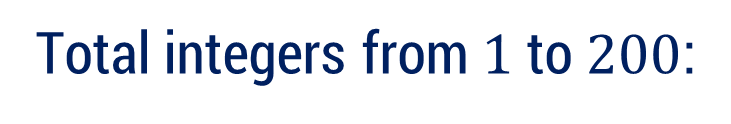 Total integers from 1 to 200: